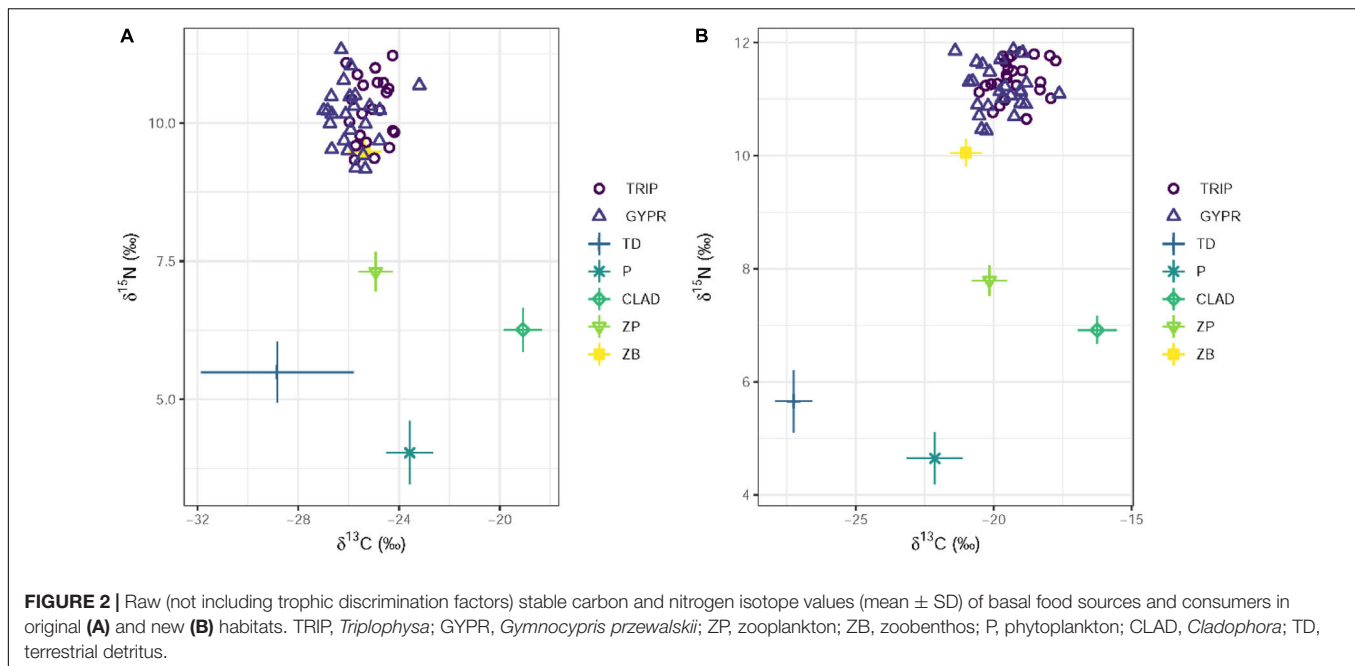 A
B
δ¹⁵N (‰)
10.0
7.5
5.0
−32
−28
−24
−20
δ¹³C (‰)
TRIP
GYPR
TD
P
CLAD
ZP
ZB
δ¹⁵N (‰)
12
10
8
6
4
−25
−20
−15
δ¹³C (‰)
TRIP
GYPR
TD
P
CLAD
ZP
ZB
FIGURE 2 | Raw (not including trophic discrimination factors) stable carbon and nitrogen isotope values (mean ± SD) of basal food sources and consumers in
original (A) and new (B) habitats. TRIP, Triplophysa; GYPR, Gymnocypris przewalskii; ZP, zooplankton; ZB, zoobenthos; P, phytoplankton; CLAD, Cladophora; TD,
terrestrial detritus.